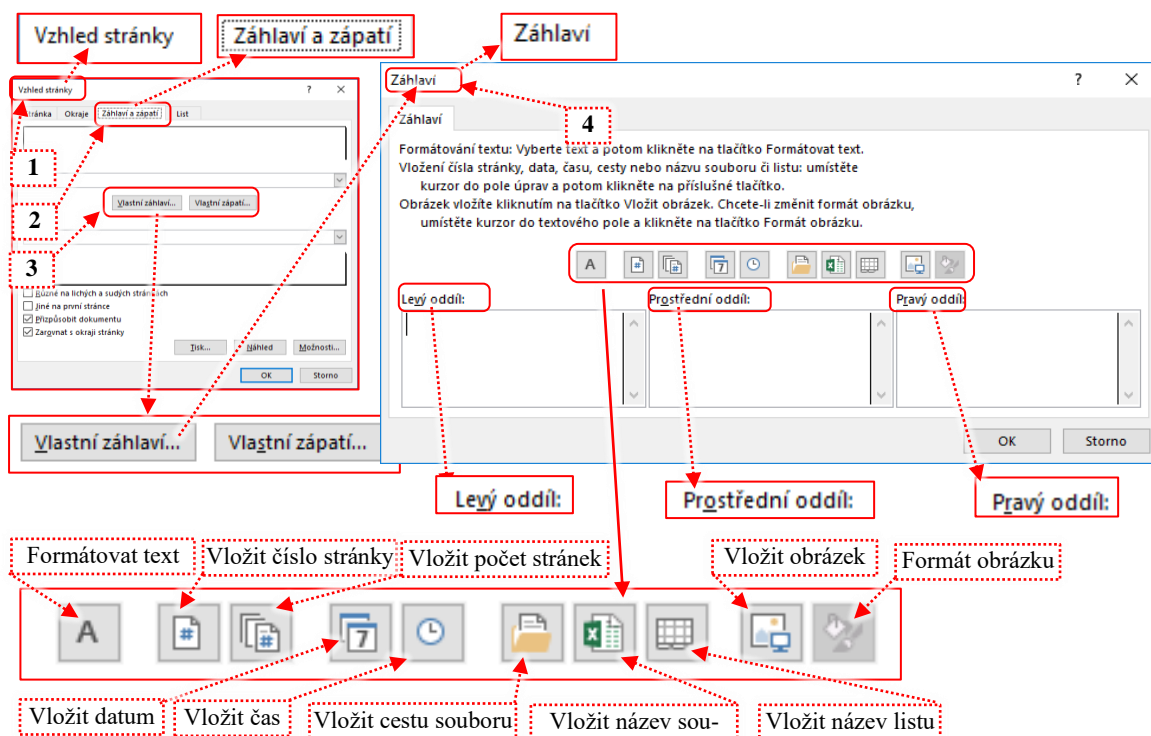 Vzhled stránky
Záhlaví a zápatí
Záhlaví
Vzhled stránky
? ×
Stránka Okraje Záhlaví a zápatí List
1
2
Vlastní záhlaví... Vlastní zápatí...
3
Různé na lichých a sudých stránkách
Jiné na první stránce
Přizpůsobit dokumentu
Zarovnat s okraji stránky
Tisk... Náhled Možnosti...
OK Storno
Záhlaví
? ×
Záhlaví
4
Formátování textu: Vyberte text a potom klikněte na tlačítko Formátovat text.
Vložení čísla stránky, data, času, cesty nebo názvu souboru či listu: umístěte
kurzor do pole úprav a potom klikněte na příslušné tlačítko.
Obrázek vložíte kliknutím na tlačítko Vložit obrázek. Chcete-li změnit formát obrázku,
umístěte kurzor do textového pole a klikněte na tlačítko Formát obrázku.
A # # 7
Levý oddíl: Prostřední oddíl: Pravý oddíl:
OK Storno
Vlastní záhlaví... Vlastní zápatí...
Levý oddíl: Prostřední oddíl: Pravý oddíl:
Formátovat text Vložit číslo stránky Vložit počet stránek Vložit obrázek Formát obrázku
A # # 7
Vložit datum Vložit čas Vložit cestu souboru Vložit název sou- Vložit název listu